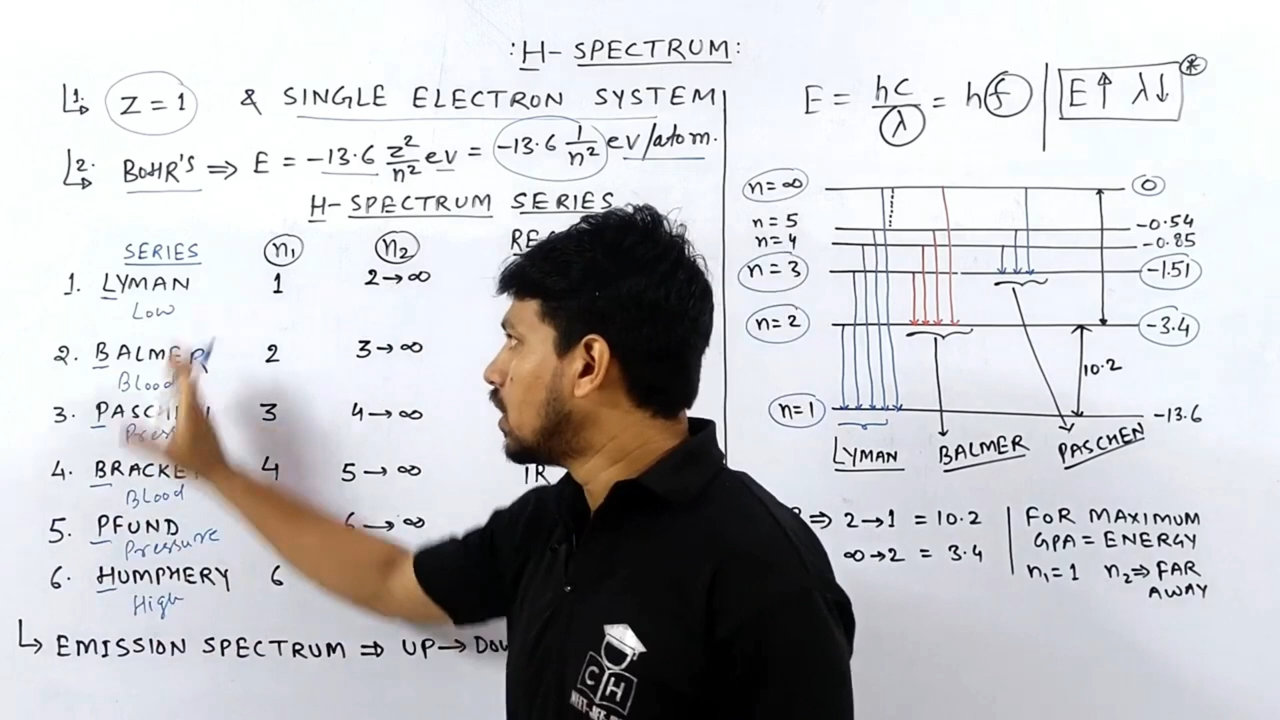 : H - SPECTRUM :
1. Z = 1 & SINGLE ELECTRON SYSTEM
2. BOHR'S ⇒ E = -13.6 z²/n² ev = -13.6 1/n² ev/atom.
H - SPECTRUM SERIES
SERIES n₁ n₂
1. LYMAN 1 2→∞
Low
2. BALMER 2 3→∞
Blood
3. PASCHEN 3 4→∞
4. BRACKET 4 5→∞ IR
Blood
5. PFUND 6→∞
Pressure
6. HUMPHERY 6
High
↳ EMISSION SPECTRUM ⇒ UP→
E = hc/λ = hf | E↑ λ↓ *
n=∞ 0
n=5 -0.54
n=4 -0.85
n=3 -1.51
n=2 -3.4
10.2
n=1 -13.6
LYMAN BALMER PASCHEN
⇒ 2→1 = 10.2
∞→2 = 3.4
FOR MAXIMUM
GPA = ENERGY
n₁=1 n₂⇒FAR
AWAY
CH